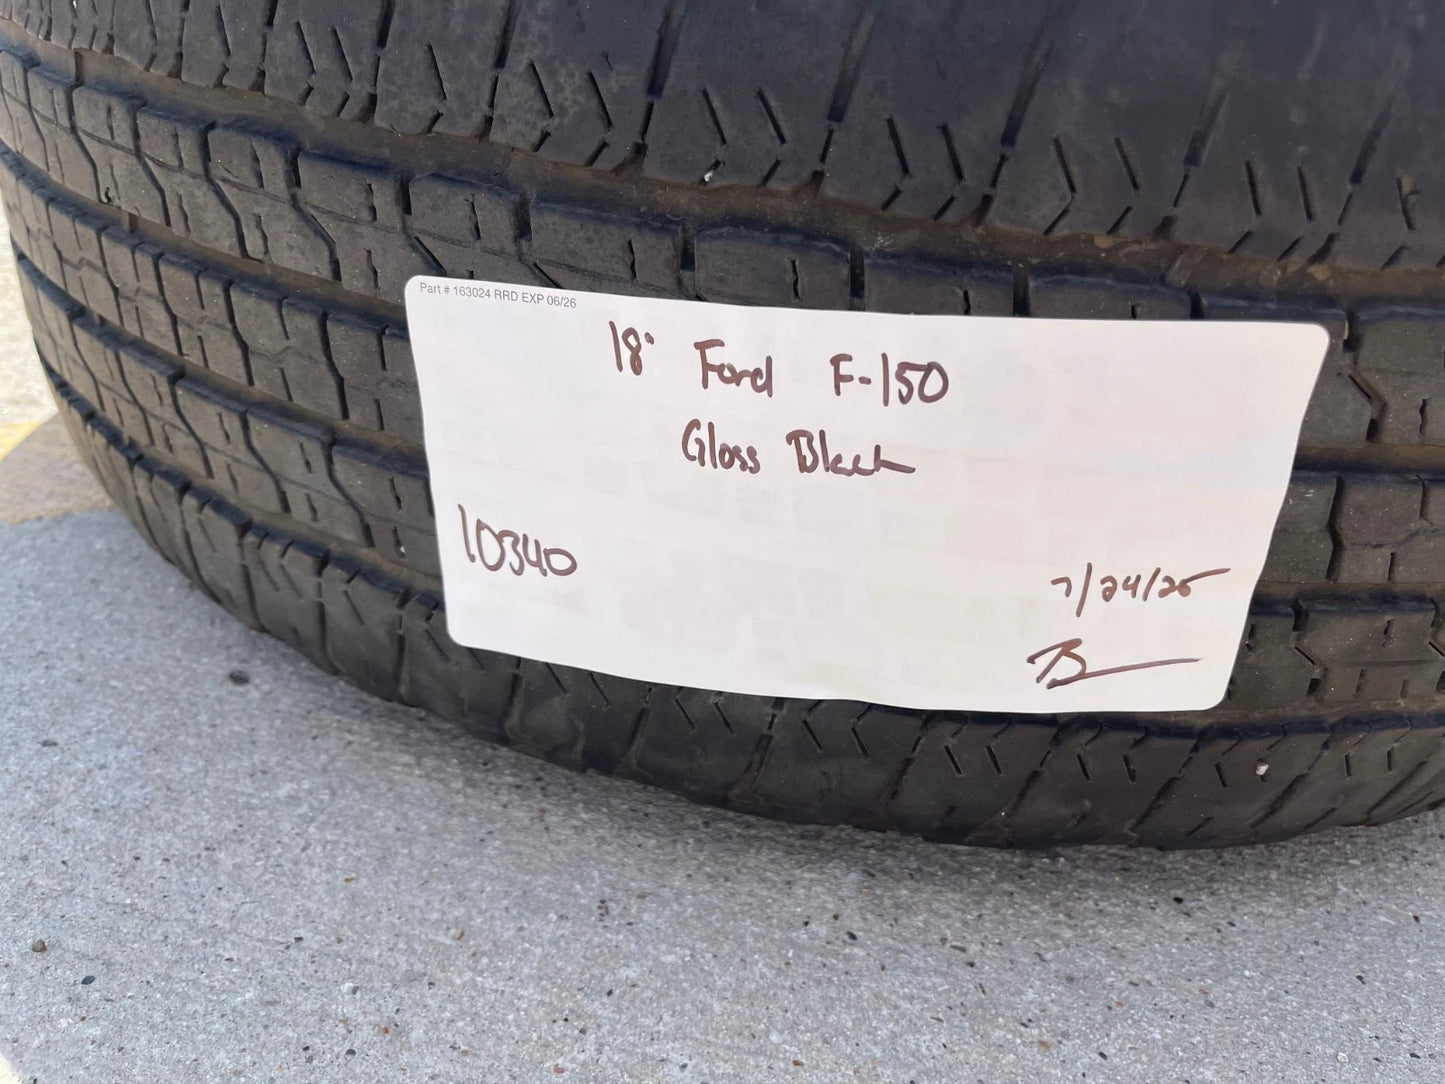 Part # 163024 RRD EXP 06/26
18" Ford F-150
Gloss Black
10340
7/24/25